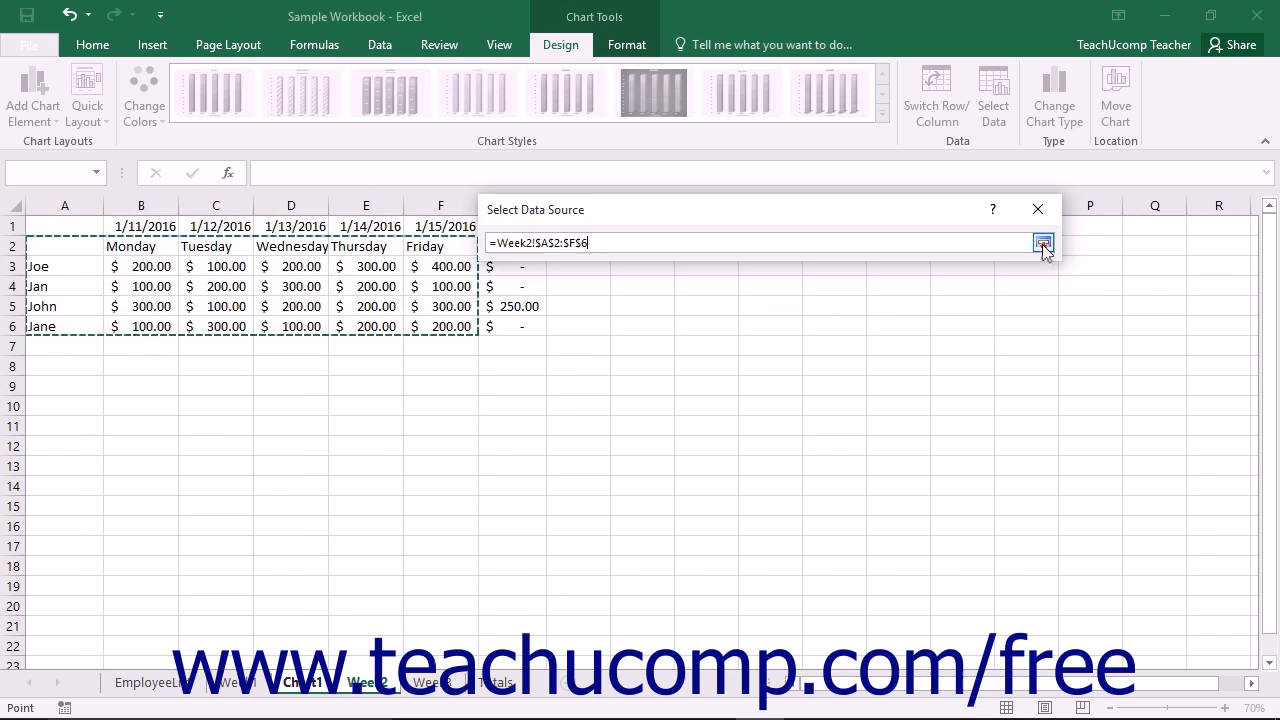 Sample Workbook - Excel
Chart Tools
File
Home
Insert
Page Layout
Formulas
Data
Review
View
Design
Format
Tell me what you want to do...
TeachUcomp Teacher
Share
Add Chart
Element
Quick
Layout
Change
Colors
Switch Row/
Column
Select
Data
Change
Chart Type
Move
Chart
Chart Layouts
Chart Styles
Data
Type
Location
fx
Select Data Source
?
=Week2!$A$2:$F$6
A B C D E F P Q R
1 1/11/2016 1/12/2016 1/13/2016 1/14/2016 1/15/2016
2 Monday Tuesday Wednesday Thursday Friday
3 Joe $ 200.00 $ 100.00 $ 200.00 $ 300.00 $ 400.00 $ -
4 Jan $ 100.00 $ 200.00 $ 300.00 $ 200.00 $ 100.00 $ -
5 John $ 300.00 $ 100.00 $ 200.00 $ 200.00 $ 300.00 $ 250.00
6 Jane $ 100.00 $ 300.00 $ 100.00 $ 200.00 $ 200.00 $ -
7
8
9
10
11
12
13
14
15
16
17
18
19
20
21
22
23
www.teachucomp.com/free
Chart1
Week2
Totals
Point
70%